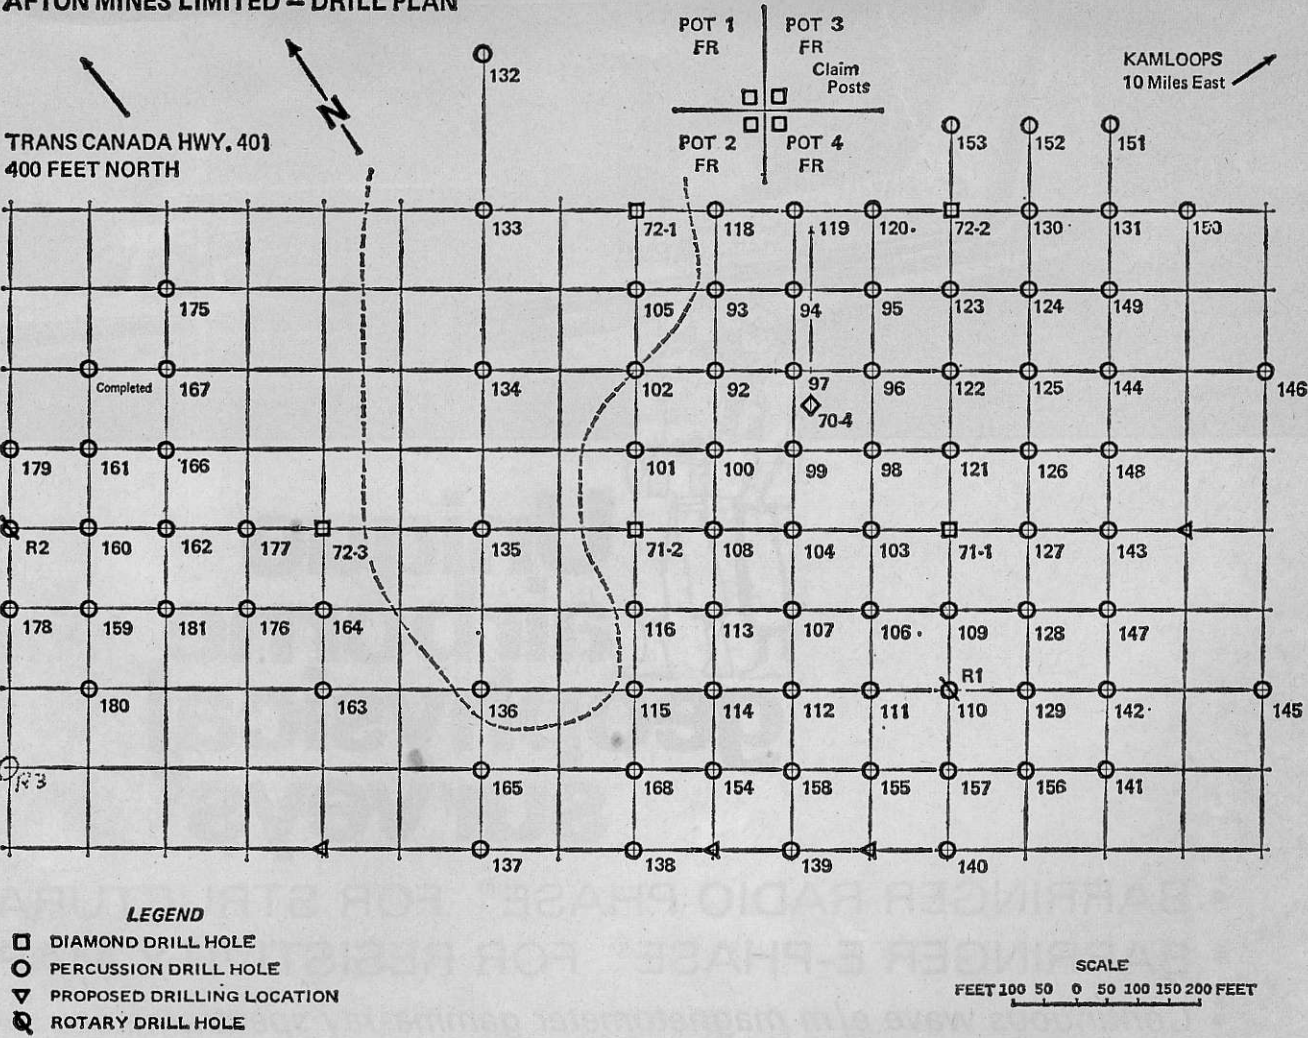 AFTON MINES LIMITED – DRILL PLAN
POT 1
FR
POT 3
FR
Claim
Posts
POT 2
FR
POT 4
FR
KAMLOOPS
10 Miles East
N
TRANS CANADA HWY. 401
400 FEET NORTH
132
153 152 151
133 72-1 118 119 120 72-2 130 131 150
175 105 93 94 95 123 124 149
Completed 167 134 102 92 97 96 122 125 144 146
70-4
179 161 166 101 100 99 98 121 126 148
R2 160 162 177 72-3 135 71-2 108 104 103 71-1 127 143
178 159 181 176 164 116 113 107 106 109 128 147
R1
180 163 136 115 114 112 111 110 129 142 145
R3 165 168 154 158 155 157 156 141
137 138 139 140
LEGEND
DIAMOND DRILL HOLE
PERCUSSION DRILL HOLE
PROPOSED DRILLING LOCATION
ROTARY DRILL HOLE
SCALE
FEET 100 50 0 50 100 150 200 FEET